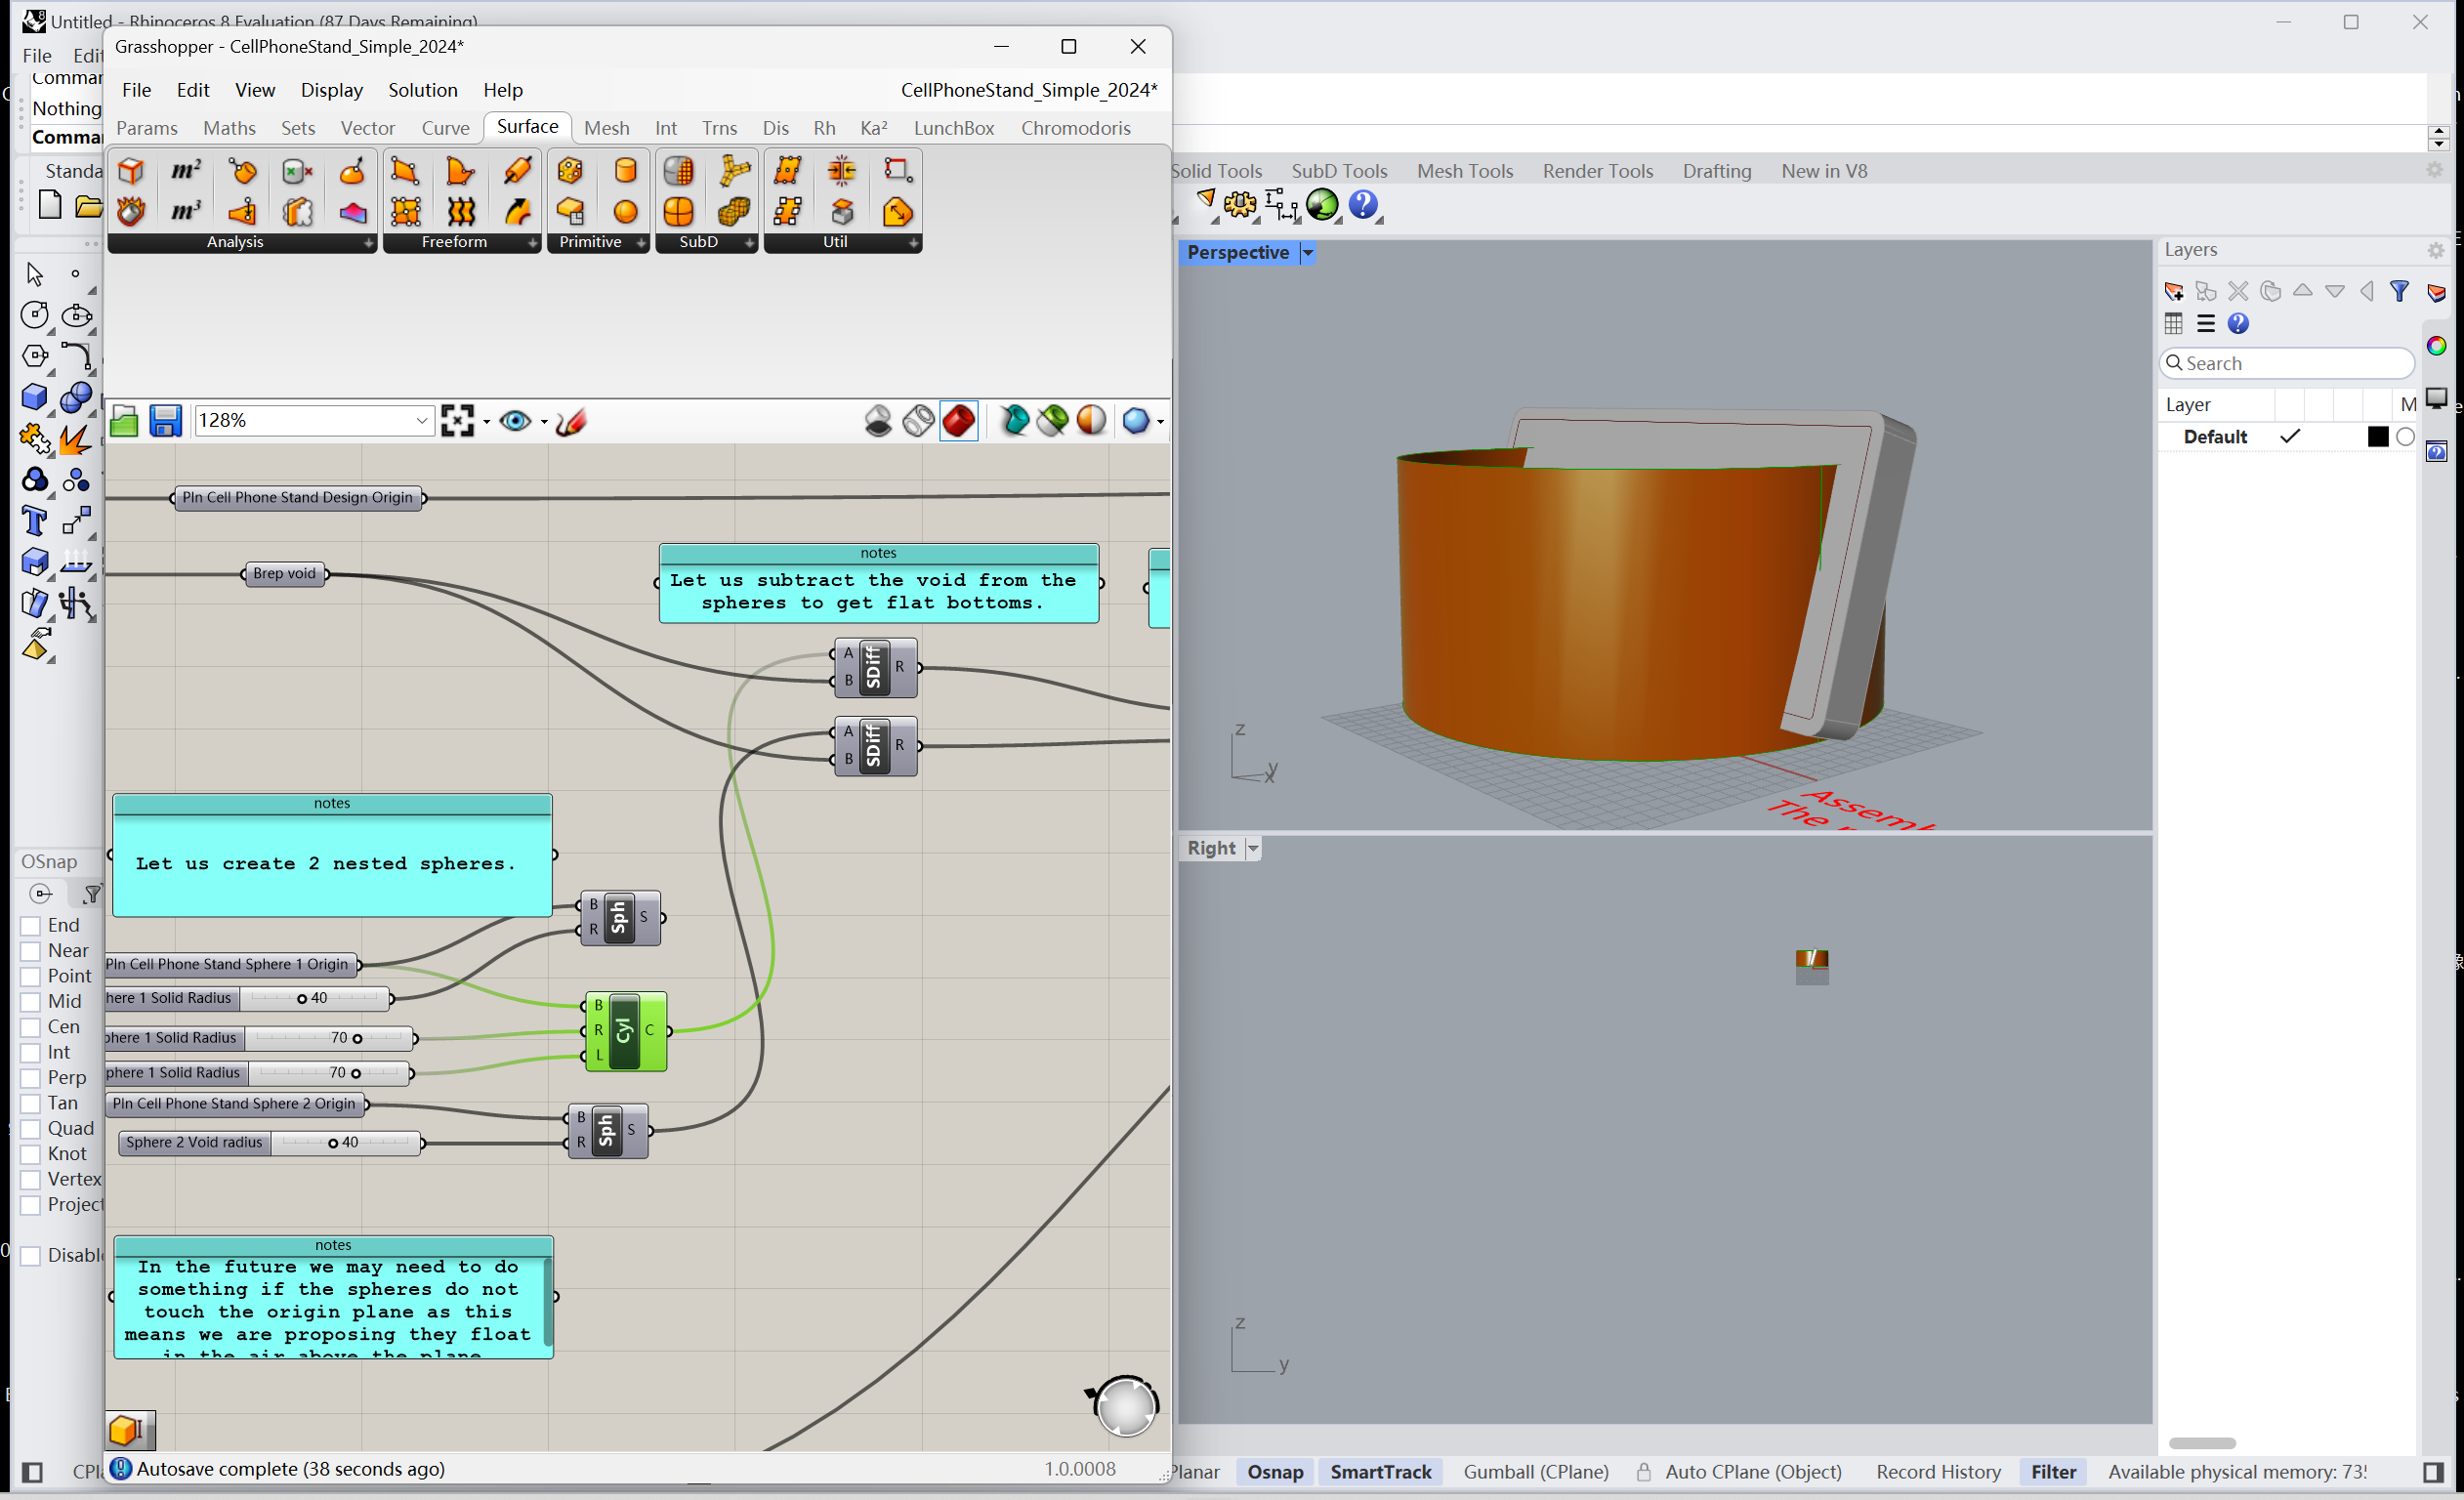 Untitled - Rhinoceros 8 Evaluation (87 Days Remaining)
File Edit
Grasshopper - CellPhoneStand_Simple_2024*
Nothing
File Edit View Display Solution Help
CellPhoneStand_Simple_2024*
Params Maths Sets Vector Curve Surface Mesh Int Trns Dis Rh Ka² LunchBox Chromodoris
Solid Tools SubD Tools Mesh Tools Render Tools Drafting New in V8
m²
m³
Analysis Freeform Primitive SubD Util
Perspective
Layers
Search
Layer M
Default
128%
Pln Cell Phone Stand Design Origin
Brep void
notes
Let us subtract the void from the
spheres to get flat bottoms.
A B SDiff R
A B SDiff R
notes
Let us create 2 nested spheres.
B R Sph S
Pln Cell Phone Stand Sphere 1 Origin
here 1 Solid Radius 40
B R L Cyl C
phere 1 Solid Radius 70
phere 1 Solid Radius 70
Pln Cell Phone Stand Sphere 2 Origin
Sphere 2 Void radius 40
B R Sph S
notes
In the future we may need to do
something if the spheres do not
touch the origin plane as this
means we are proposing they float
in the air above the plane
OSnap
End
Near
Point
Mid
Cen
Int
Perp
Tan
Quad
Knot
Vertex
Project
z
y
x
Right
z
y
Autosave complete (38 seconds ago)
1.0.0008
Planar Osnap SmartTrack Gumball (CPlane) Auto CPlane (Object) Record History Filter Available physical memory: 73!